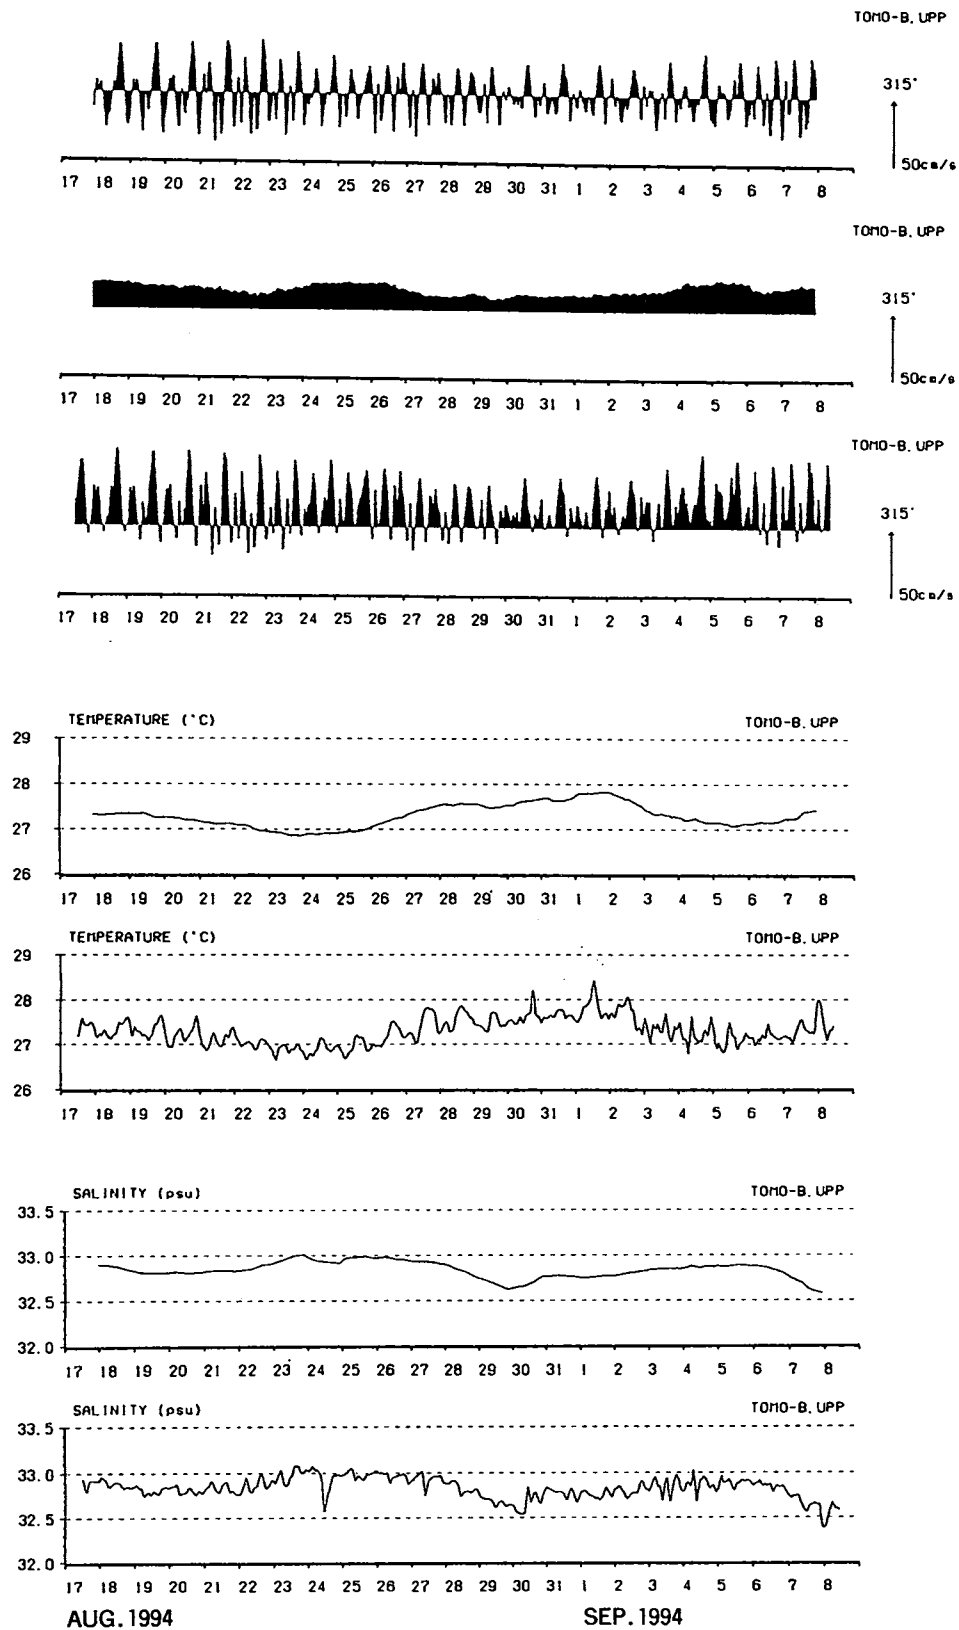 TOMO-B. UPP
315°
50cm/s
17 18 19 20 21 22 23 24 25 26 27 28 29 30 31 1 2 3 4 5 6 7 8
TOMO-B. UPP
315°
50cm/s
17 18 19 20 21 22 23 24 25 26 27 28 29 30 31 1 2 3 4 5 6 7 8
TOMO-B. UPP
315°
50cm/s
17 18 19 20 21 22 23 24 25 26 27 28 29 30 31 1 2 3 4 5 6 7 8
TEMPERATURE (°C) TOMO-B. UPP
29
28
27
26
17 18 19 20 21 22 23 24 25 26 27 28 29 30 31 1 2 3 4 5 6 7 8
TEMPERATURE (°C) TOMO-B. UPP
29
28
27
26
17 18 19 20 21 22 23 24 25 26 27 28 29 30 31 1 2 3 4 5 6 7 8
SALINITY (psu) TOMO-B. UPP
33.5
33.0
32.5
32.0
17 18 19 20 21 22 23 24 25 26 27 28 29 30 31 1 2 3 4 5 6 7 8
SALINITY (psu) TOMO-B. UPP
33.5
33.0
32.5
32.0
17 18 19 20 21 22 23 24 25 26 27 28 29 30 31 1 2 3 4 5 6 7 8
AUG. 1994 SEP. 1994